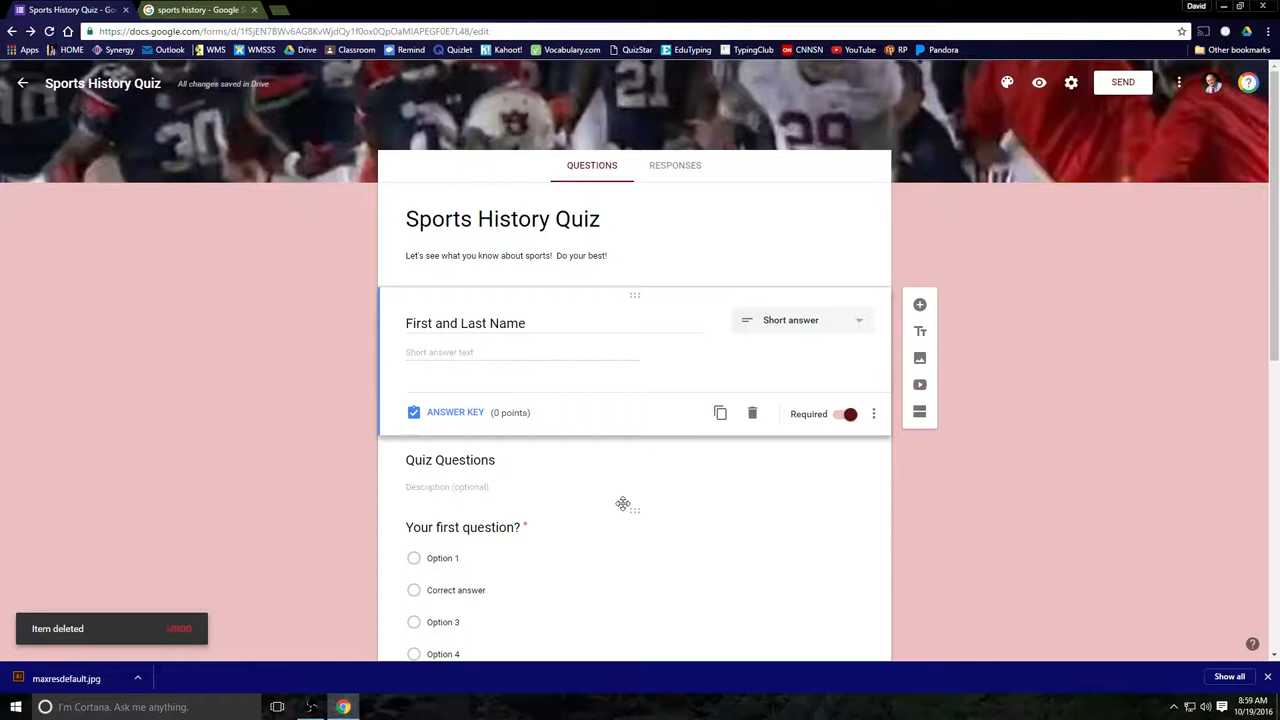 Sports History Quiz - Go
sports history - Google S
David
https://docs.google.com/forms/d/1fSjEN7BWv6AG8KvWjdQy1f0ox0QpOaMIAPEGF0E7L48/edit
Apps
HOME
Synergy
Outlook
WMS
WMSSS
Drive
Classroom
Remind
Quizlet
Kahoot!
Vocabulary.com
QuizStar
EduTyping
TypingClub
CNNSN
YouTube
RP
Pandora
Other bookmarks
Sports History Quiz
All changes saved in Drive
SEND
QUESTIONS
RESPONSES
Sports History Quiz
Let's see what you know about sports! Do your best!
First and Last Name
Short answer
Short answer text
ANSWER KEY (0 points)
Required
Quiz Questions
Description (optional)
Your first question? *
Option 1
Correct answer
Option 3
Option 4
Item deleted
UNDO
maxresdefault.jpg
Show all
I'm Cortana. Ask me anything.
8:59 AM
10/19/2016